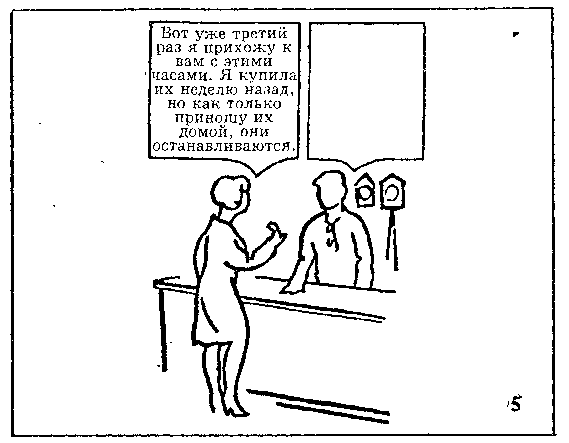 Вот уже третий
раз я прихожу к
вам с этими
часами. Я купила
их неделю назад,
но как только
приношу их
домой, они
останавливаются.
5